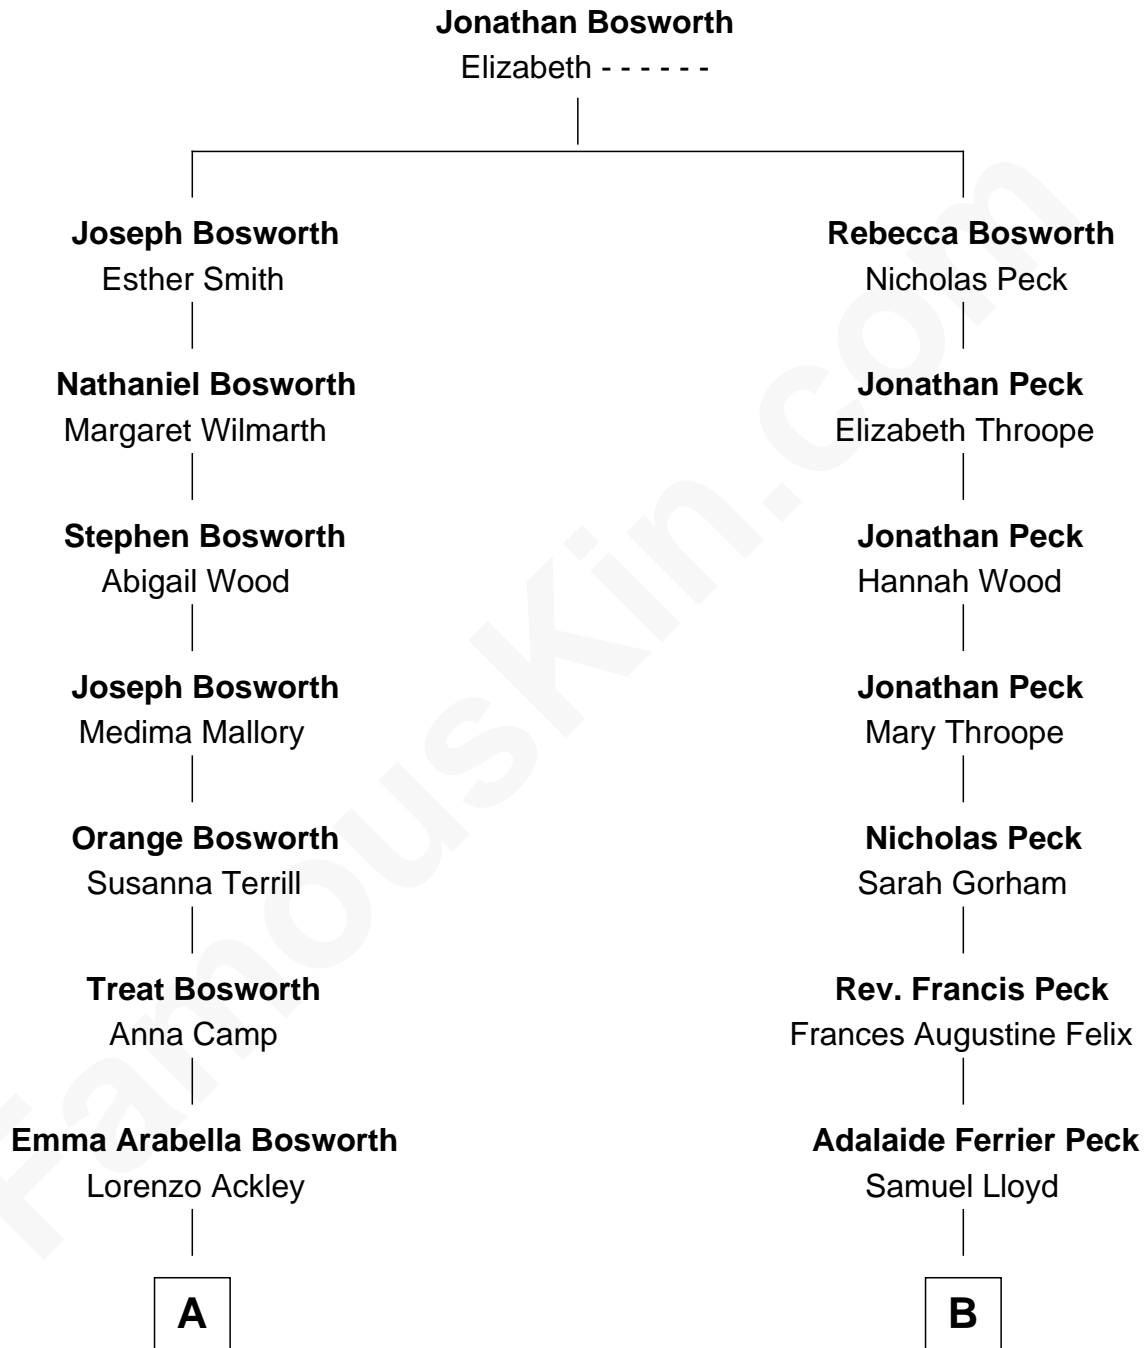 Jonathan Bosworth
Elizabeth - - - - - -
Joseph Bosworth
Esther Smith
Nathaniel Bosworth
Margaret Wilmarth
Stephen Bosworth
Abigail Wood
Joseph Bosworth
Medima Mallory
Orange Bosworth
Susanna Terrill
Treat Bosworth
Anna Camp
Emma Arabella Bosworth
Lorenzo Ackley
A
Rebecca Bosworth
Nicholas Peck
Jonathan Peck
Elizabeth Throope
Jonathan Peck
Hannah Wood
Jonathan Peck
Mary Throope
Nicholas Peck
Sarah Gorham
Rev. Francis Peck
Frances Augustine Felix
Adalaide Ferrier Peck
Samuel Lloyd
B
FamousKin.com